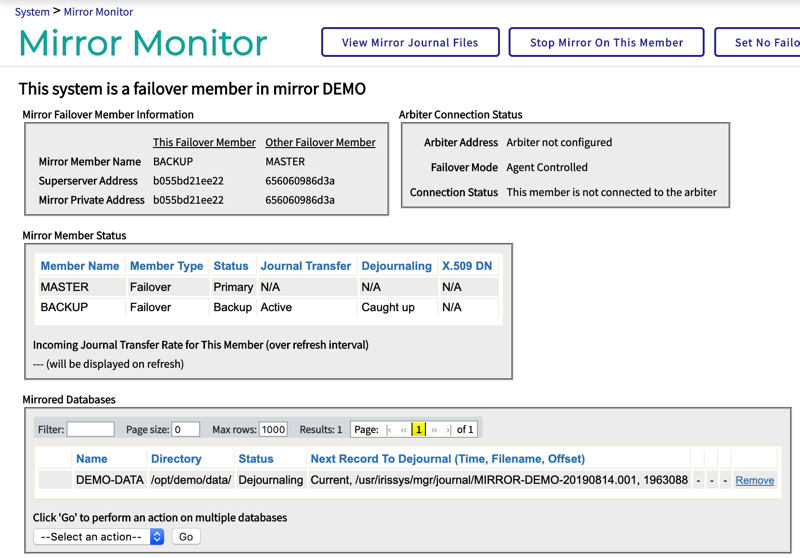 System > Mirror Monitor
Mirror Monitor
View Mirror Journal Files
Stop Mirror On This Member
Set No Failo
This system is a failover member in mirror DEMO
Mirror Failover Member Information
This Failover Member Other Failover Member
Mirror Member Name BACKUP MASTER
Superserver Address b055bd21ee22 656060986d3a
Mirror Private Address b055bd21ee22 656060986d3a
Arbiter Connection Status
Arbiter Address Arbiter not configured
Failover Mode Agent Controlled
Connection Status This member is not connected to the arbiter
Mirror Member Status
Member Name Member Type Status Journal Transfer Dejournaling X.509 DN
MASTER Failover Primary N/A N/A N/A
BACKUP Failover Backup Active Caught up N/A
Incoming Journal Transfer Rate for This Member (over refresh interval)
--- (will be displayed on refresh)
Mirrored Databases
Filter: Page size: 0 Max rows: 1000 Results: 1 Page: |‹ ‹‹ 1 ›› ›| of 1
Name Directory Status Next Record To Dejournal (Time, Filename, Offset)
DEMO-DATA /opt/demo/data/ Dejournaling Current, /usr/irissys/mgr/journal/MIRROR-DEMO-20190814.001, 1963088 - - - Remove
Click 'Go' to perform an action on multiple databases
--Select an action-- Go